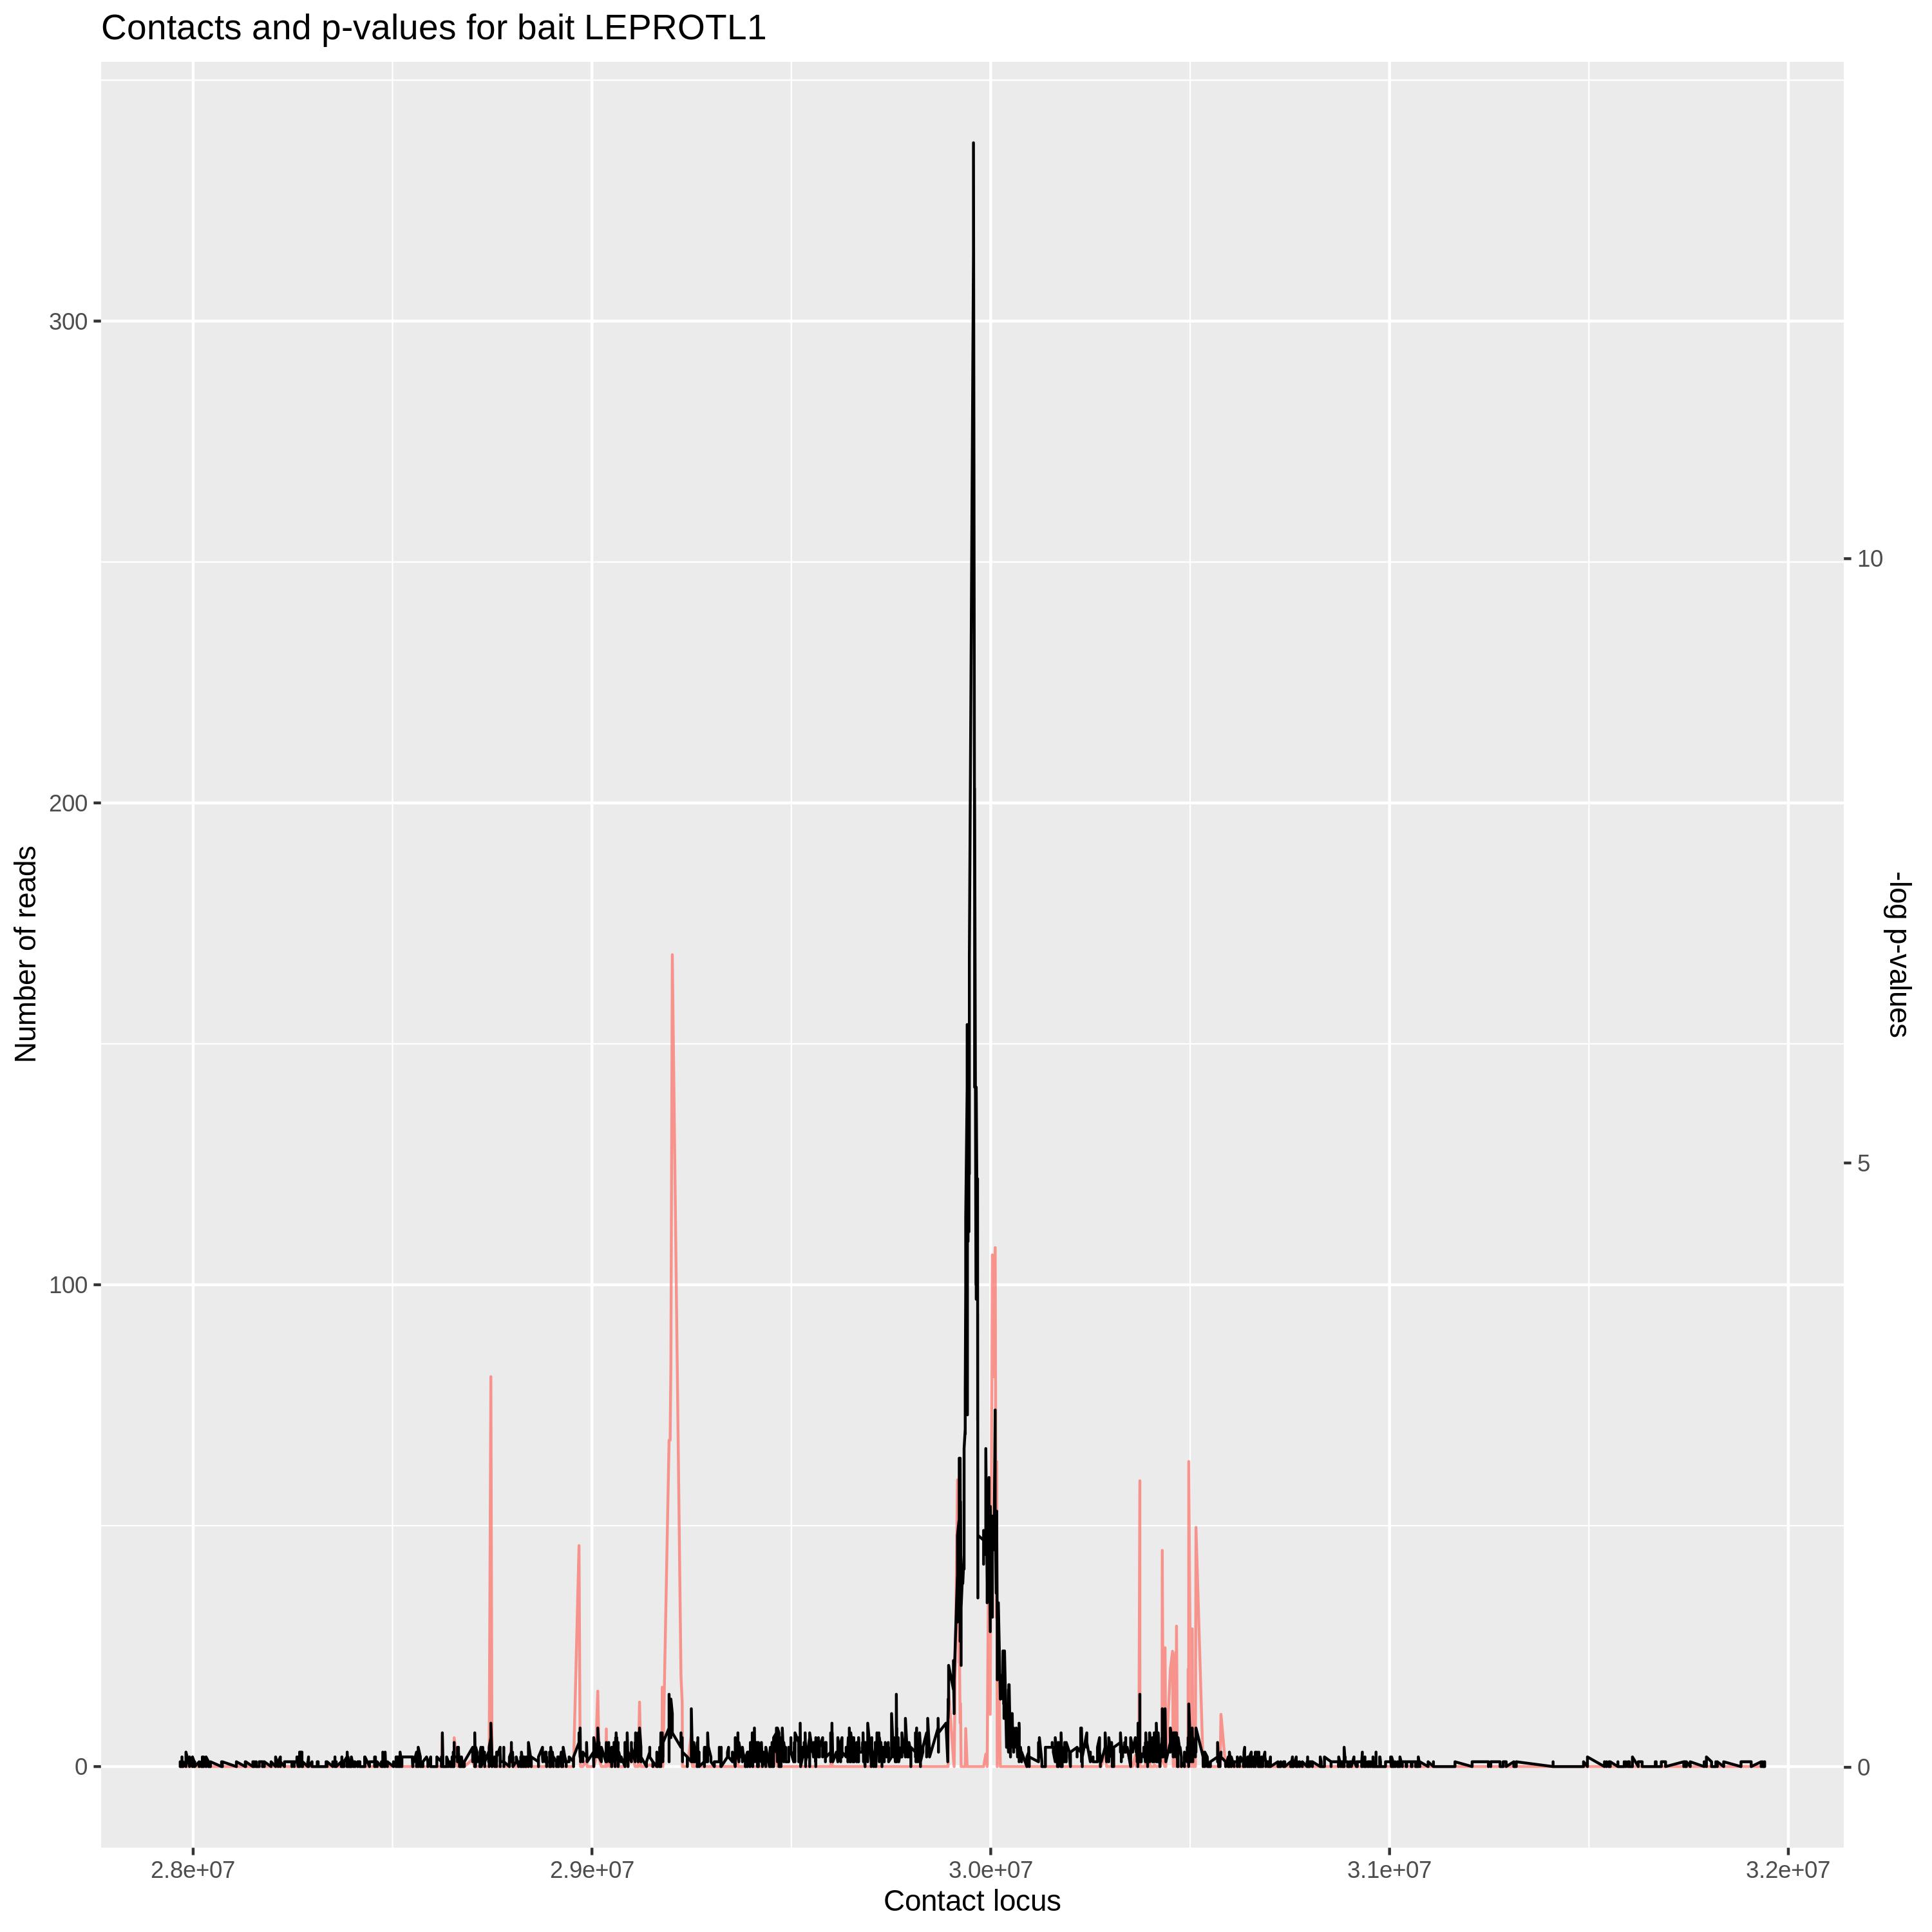 Contacts and p-values for bait LEPROTL1
300
200
100
0
Number of reads
10
5
0
-log p-values
2.8e+07 2.9e+07 3.0e+07 3.1e+07 3.2e+07
Contact locus